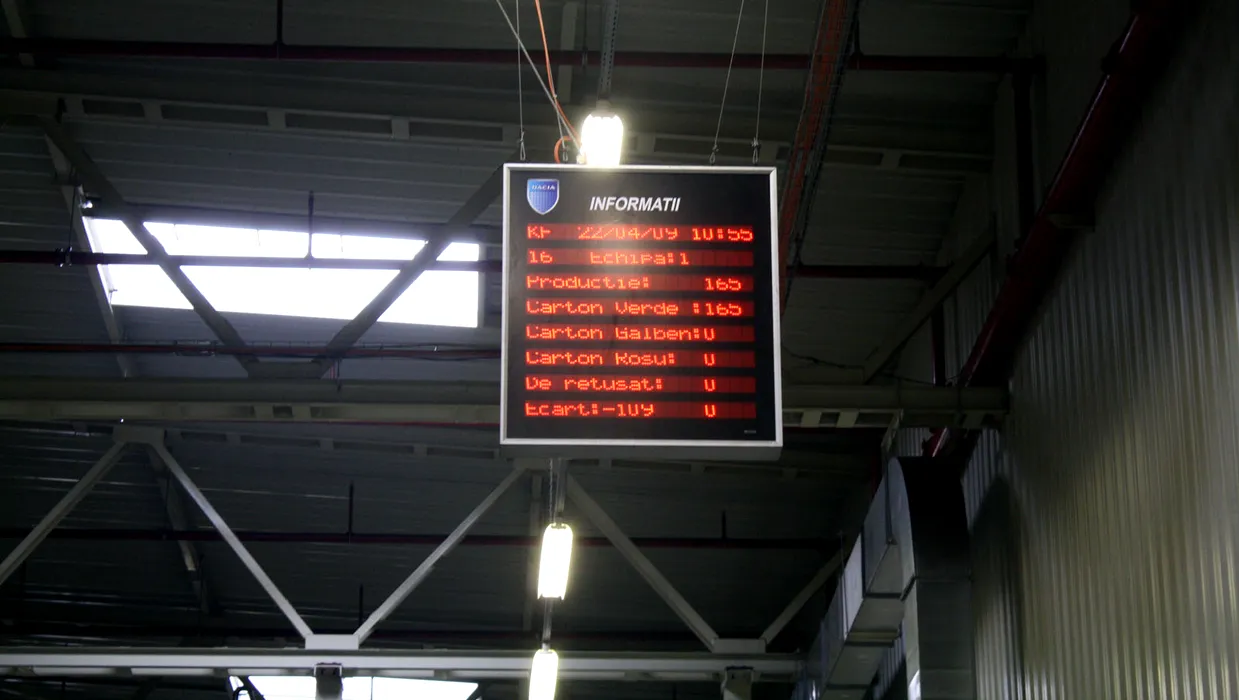 DACIA
INFORMATII
KP 22/04/09 10:55
16 Echipa:1
Productie: 165
Carton Verde :165
Carton Galben:0
Carton Rosu: 0
De retusat: 0
Ecart:-109 0